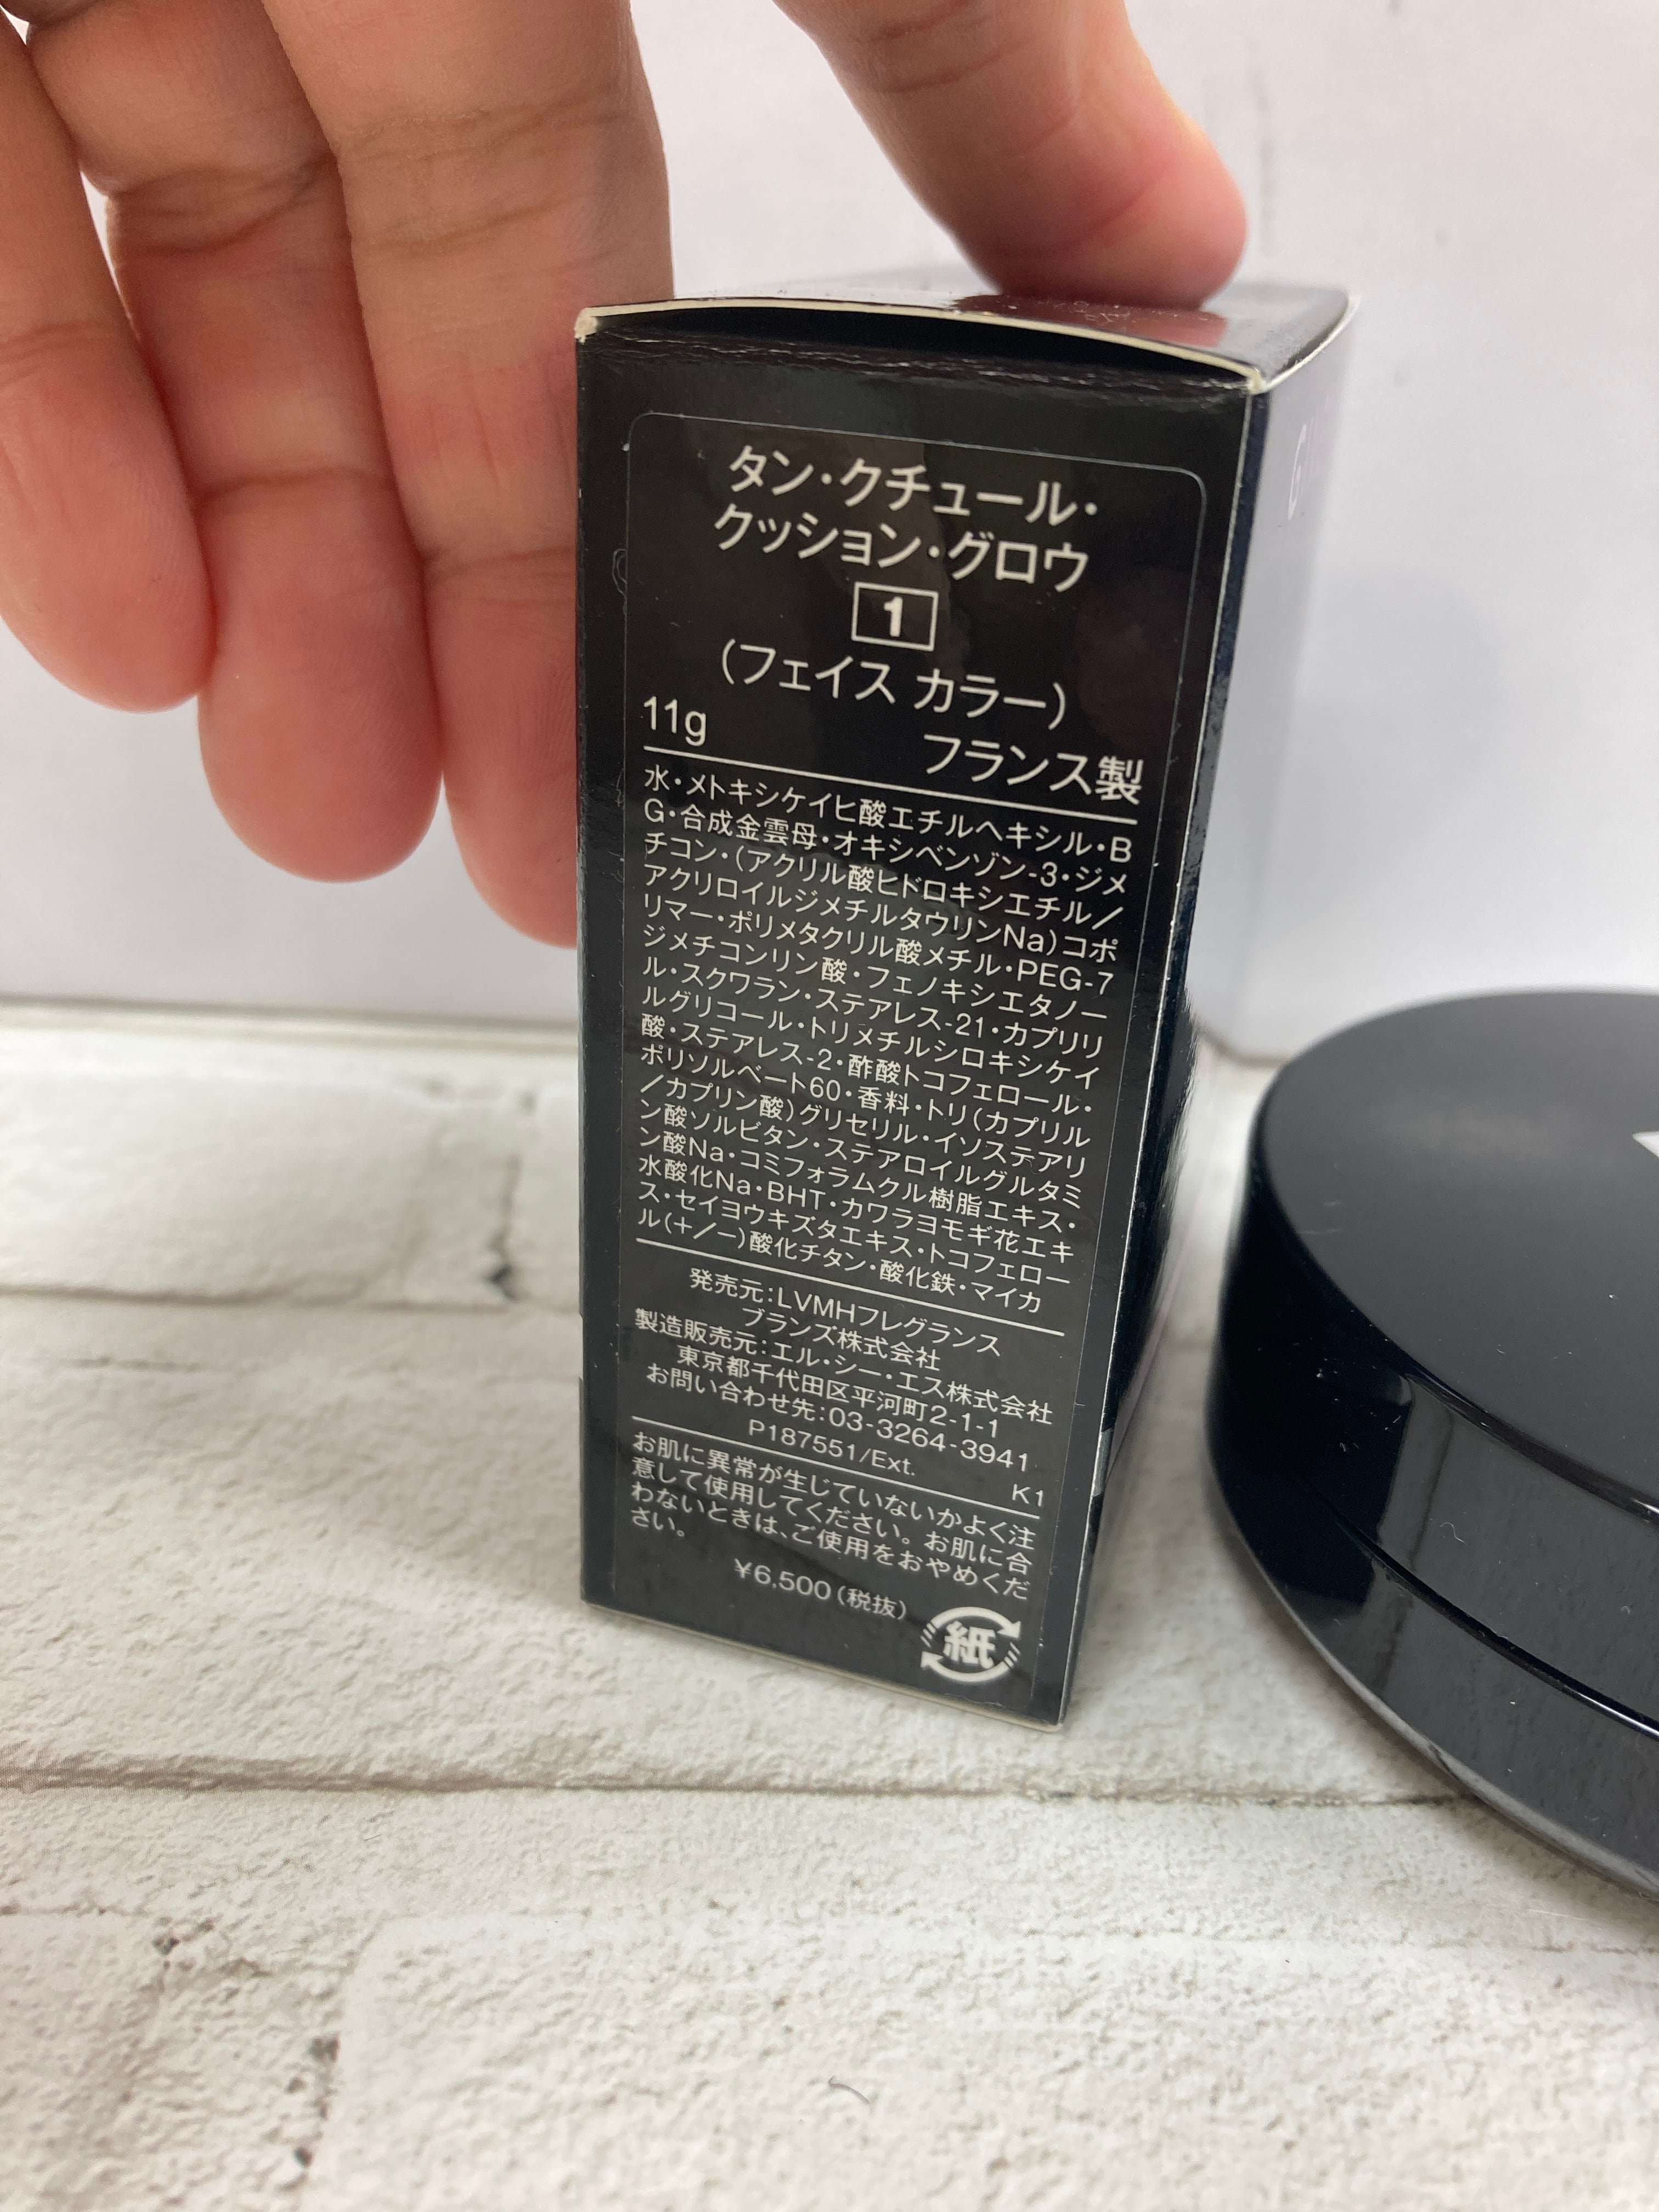 タン・クチュール・
クッション・グロウ
1
(フェイス カラー)
11g
フランス製
水・メトキシケイヒ酸エチルヘキシル・B
G・合成金雲母・オキシベンゾン-3・ジメ
チコン・(アクリル酸ヒドロキシエチル/
アクリロイルジメチルタウリンNa)コポ
リマー・ポリメタクリル酸メチル・PEG-7
ジメチコンリン酸・フェノキシエタノー
ル・スクワラン・ステアレス-21・カプリリ
ルグリコール・トリメチルシロキシケイ
酸・ステアレス-2・酢酸トコフェロール・
ポリソルベート60・香料・トリ(カプリル
/カプリン酸)グリセリル・イソステアリ
ン酸ソルビタン・ステアロイルグルタミ
ン酸Na・コミフォラムクル樹脂エキス・
水酸化Na・BHT・カワラヨモギ花エキ
ス・セイヨウキズタエキス・トコフェロー
ル(+/−)酸化チタン・酸化鉄・マイカ
発売元:LVMHフレグランス
ブランズ株式会社
製造販売元:エル・シー・エス株式会社
東京都千代田区平河町2-1-1
お問い合わせ先:03-3264-3941
P187551/Ext.
K1
お肌に異常が生じていないかよく注
意して使用してください。お肌に合
わないときは、ご使用をおやめくだ
さい。
¥6,500(税抜)
紙